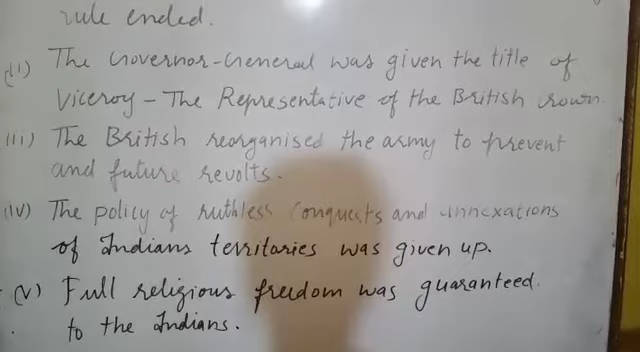 rule ended.
(ii) The Governor-General was given the title of
Viceroy - The Representative of the British crown.
(iii) The British reorganised the army to prevent
and future revolts.
(iv) The policy of ruthless conquests and annexations
of Indians territories was given up.
(v) Full religious freedom was guaranteed.
to the Indians.